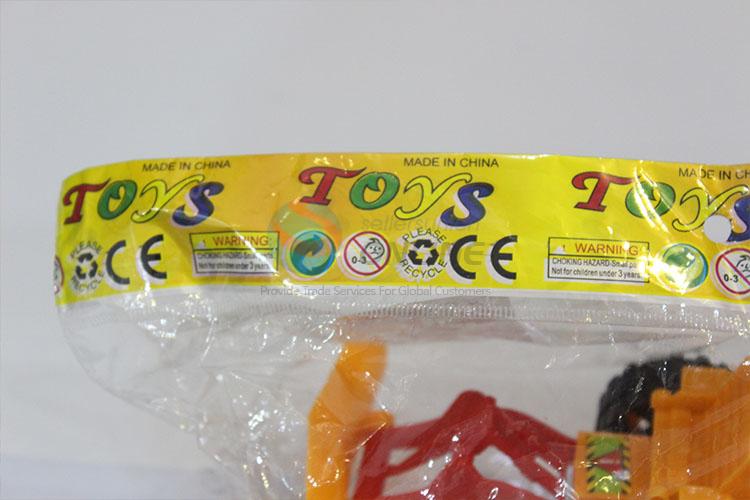 MADE IN CHINA
TOYS
PLEASE RECYCLE
CE
WARNING:
CHOKING HAZARD-Small parts
Not for children under 3 years.
0-3
MADE IN CHINA
TOYS
PLEASE RECYCLE
CE
WARNING:
CHOKING HAZARD-Small parts
Not for children under 3 years.
0-3
MADE IN CH
TOYS
Provide Trade Services For Global Customers